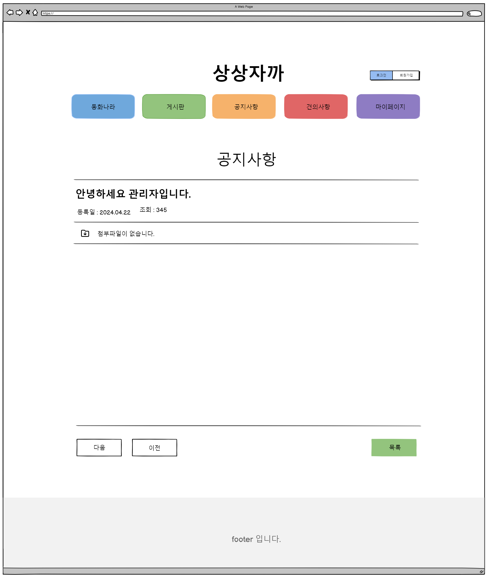 A Web Page
https://
상상자까
로그인 회원가입
동화나라 게시판 공지사항 건의사항 마이페이지
공지사항
안녕하세요 관리자입니다.
등록일 : 2024.04.22 조회 : 345
첨부파일이 없습니다.
다음 이전 목록
footer 입니다.